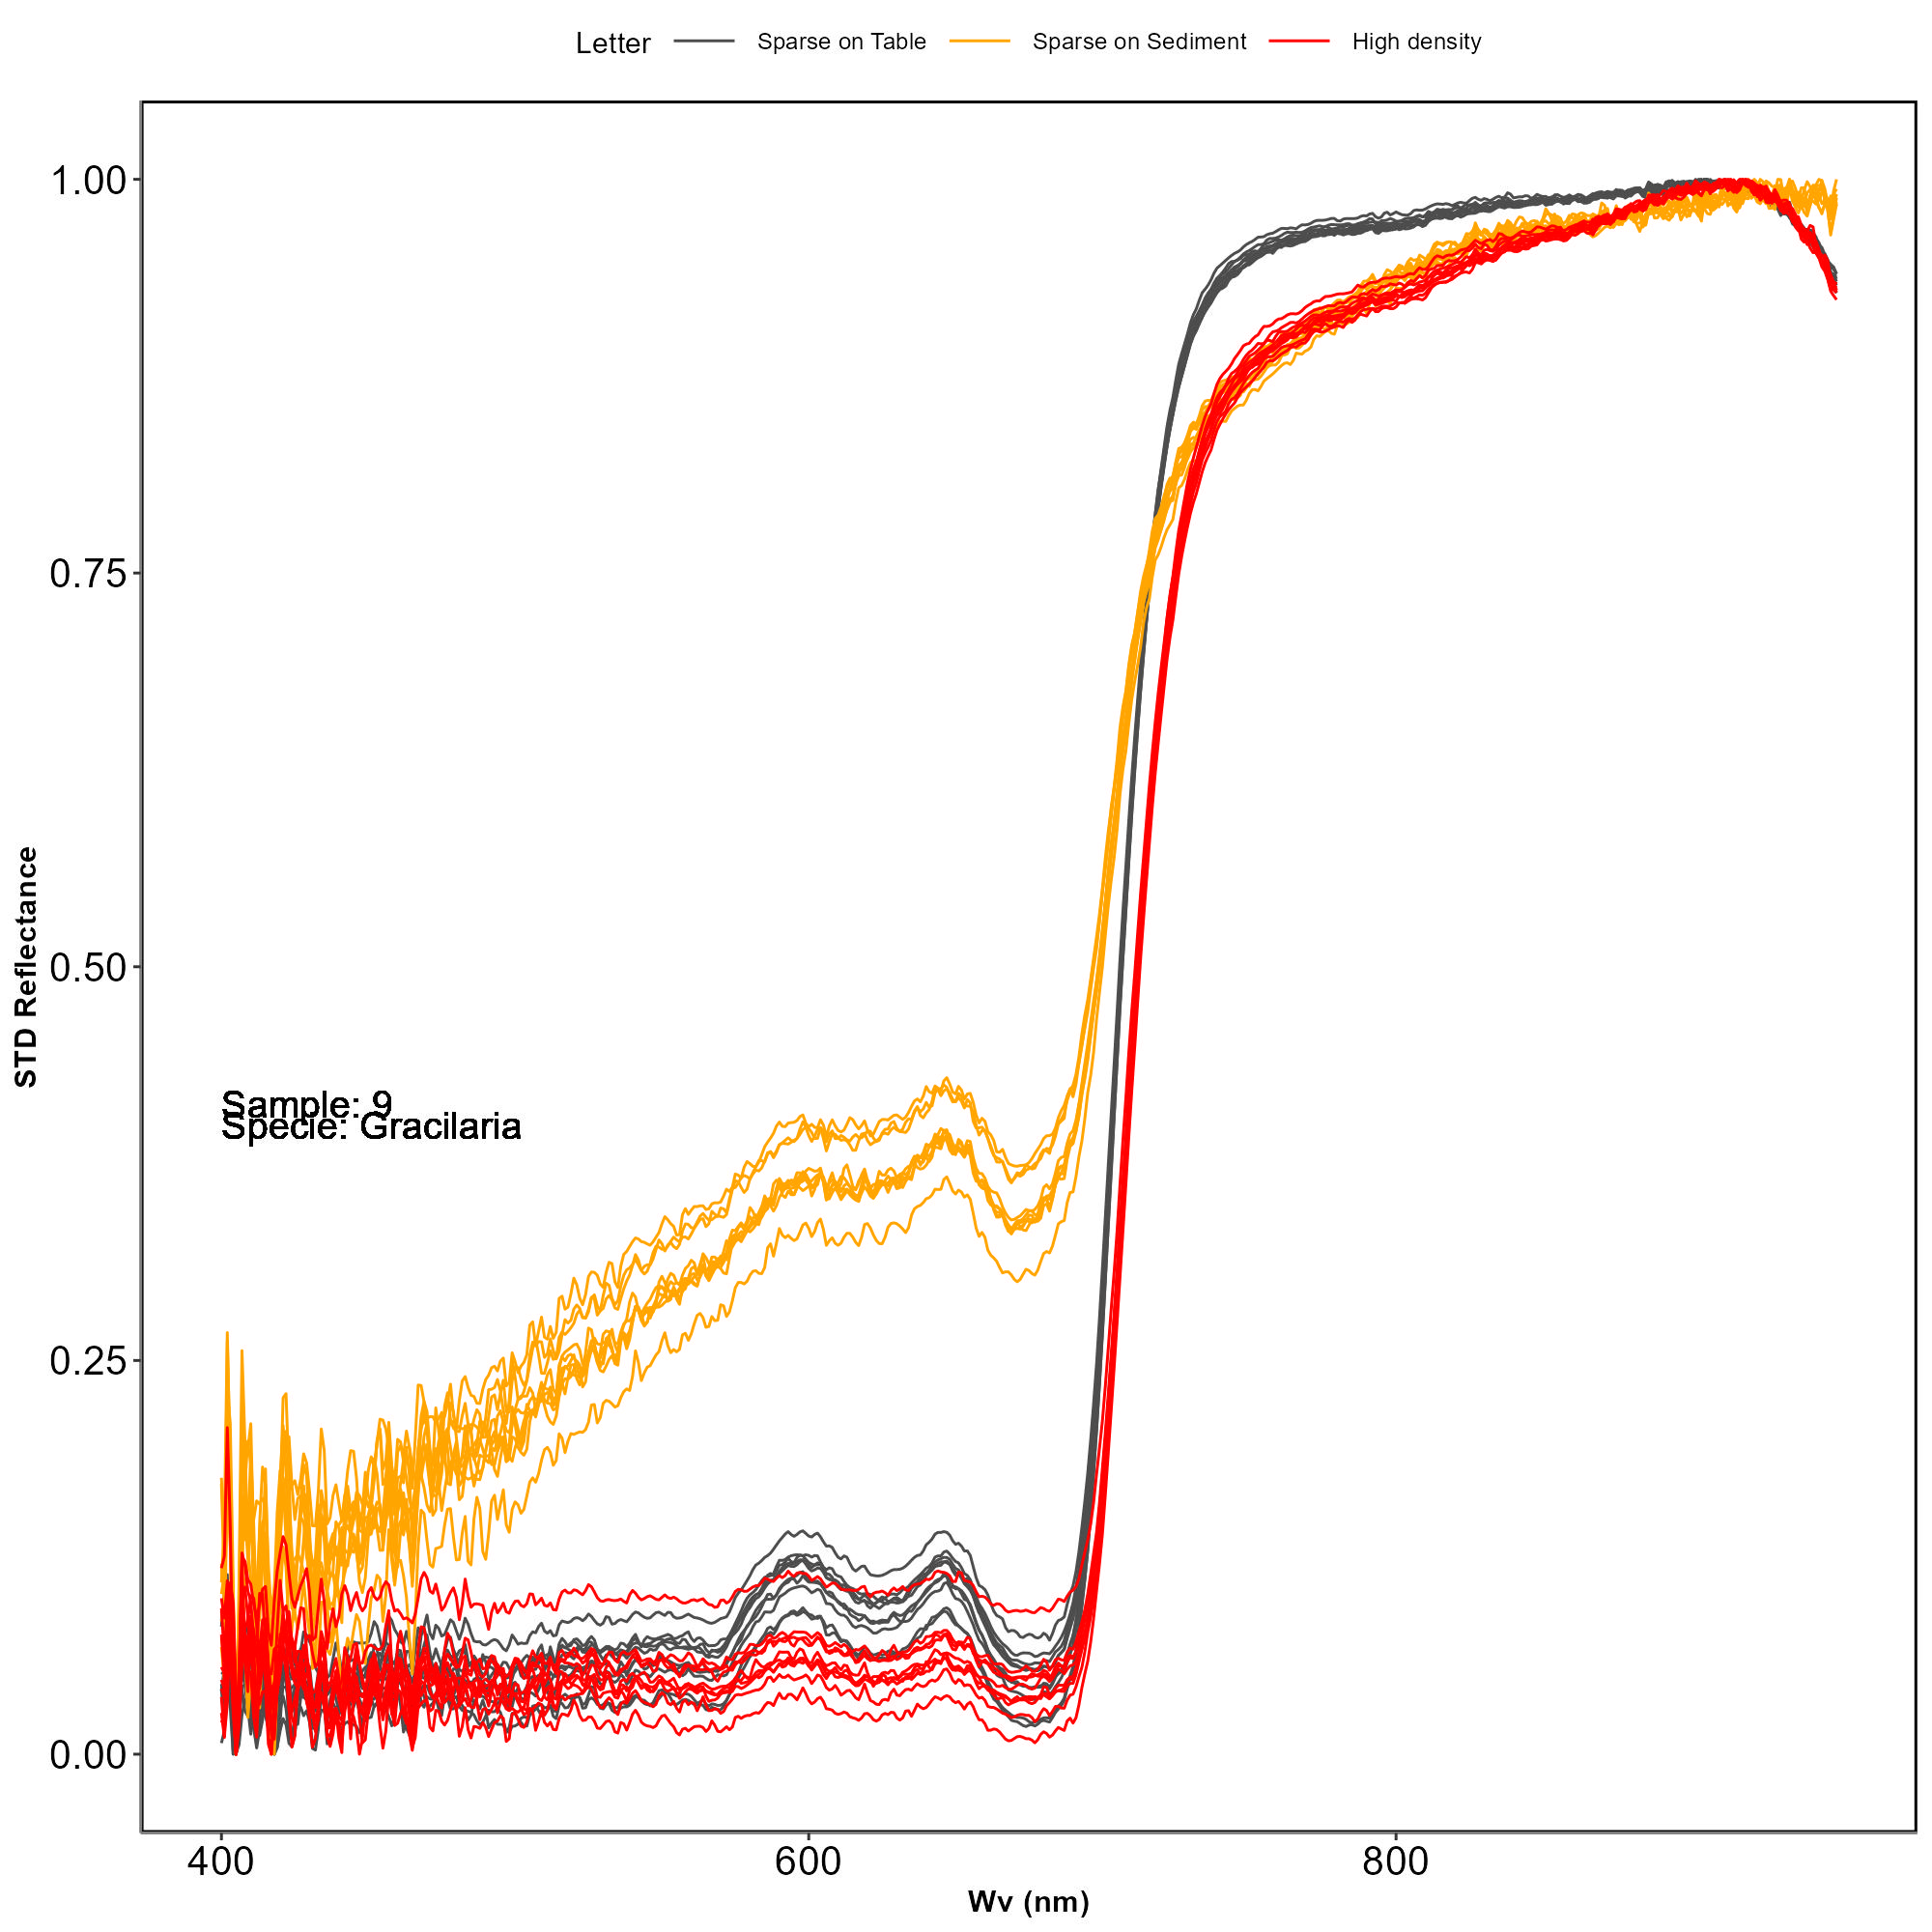 Letter Sparse on Table Sparse on Sediment High density
1.00
0.75
0.50
0.25
0.00
STD Reflectance
Sample: 9
Specie: Gracilaria
400 600 800
Wv (nm)